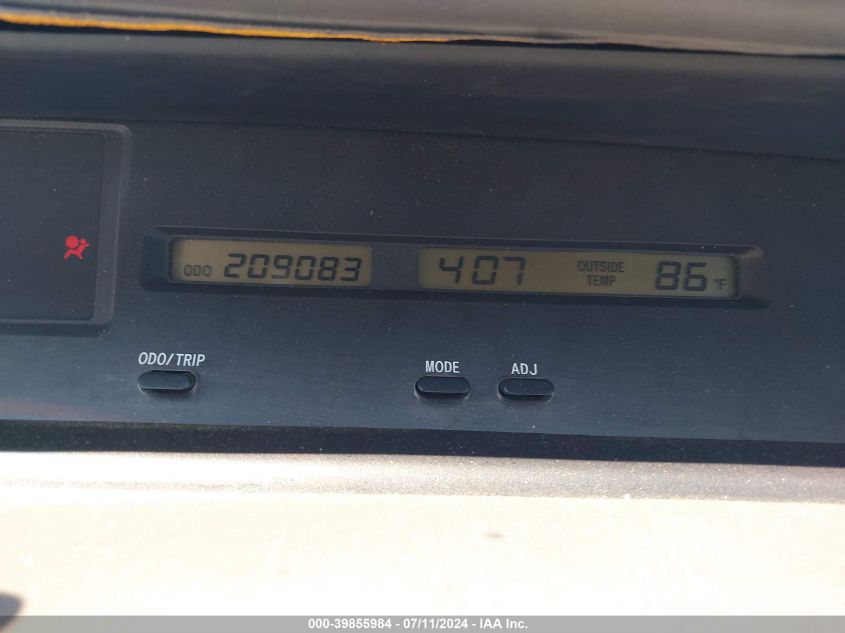 ODO 209083 407 OUTSIDE TEMP 86 °F
ODO/TRIP MODE ADJ
000-39855984 - 07/11/2024 - IAA Inc.